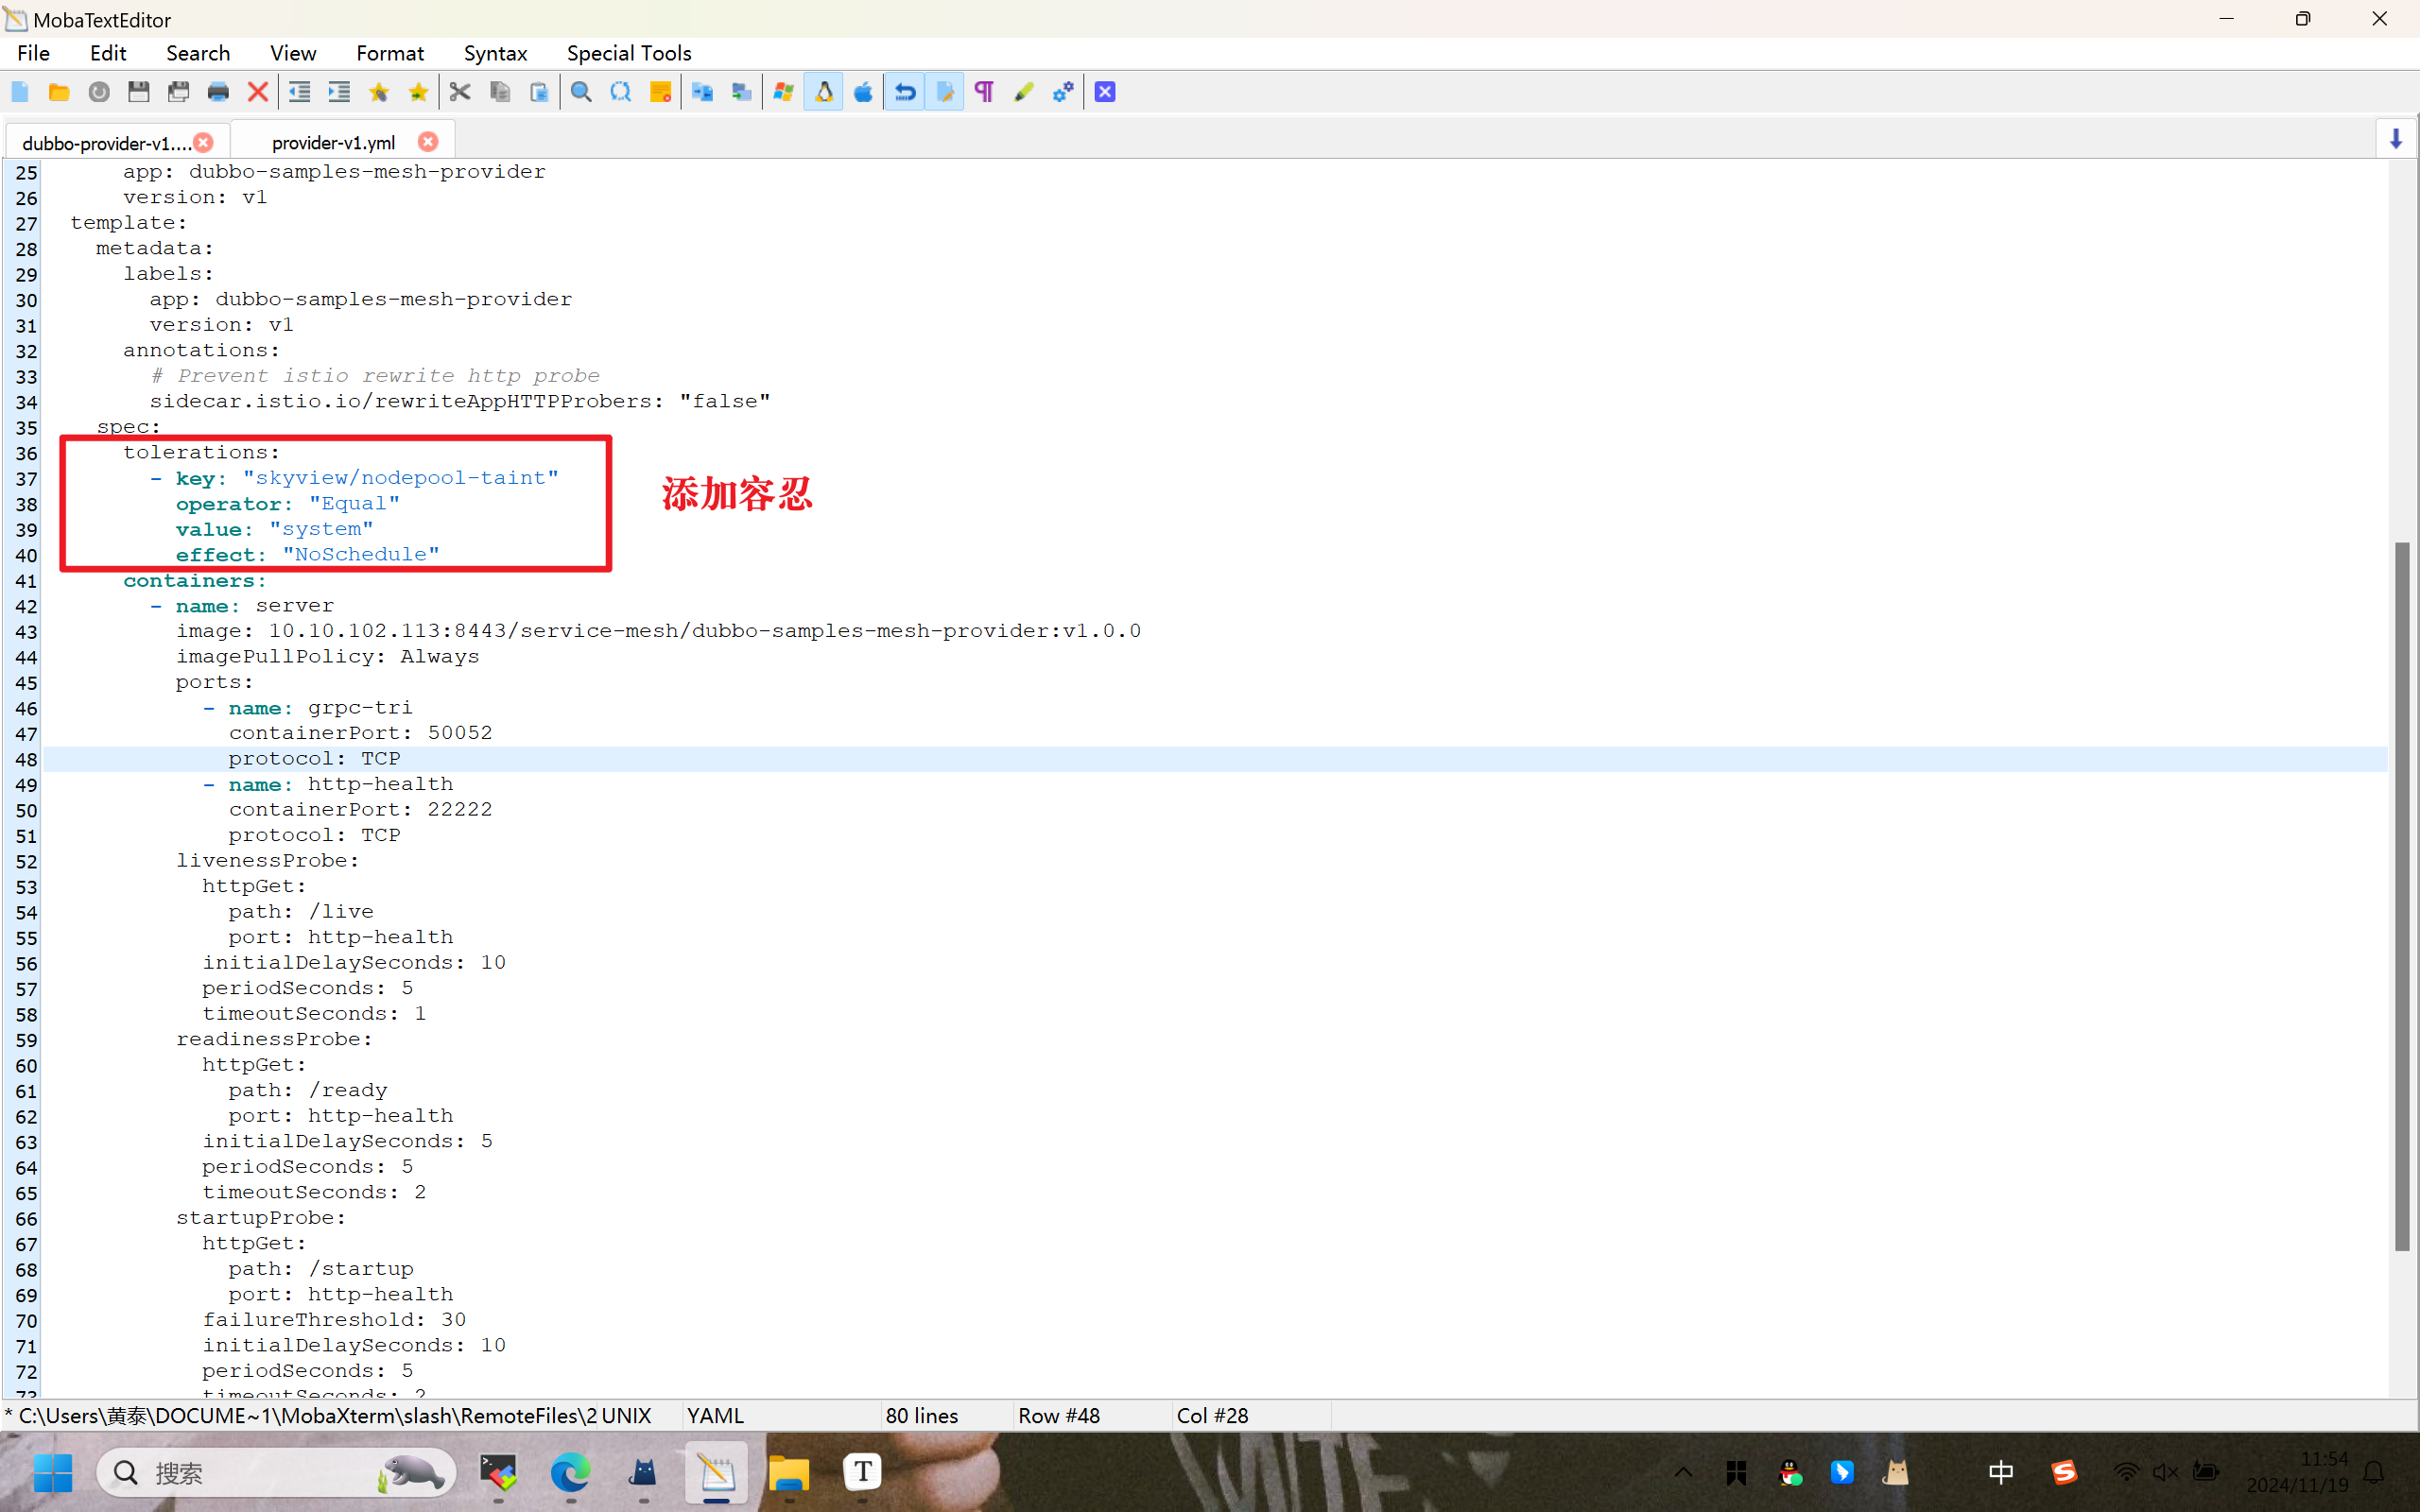 MobaTextEditor
File Edit Search View Format Syntax Special Tools
dubbo-provider-v1.... provider-v1.yml
25 app: dubbo-samples-mesh-provider
26 version: v1
27 template:
28 metadata:
29 labels:
30 app: dubbo-samples-mesh-provider
31 version: v1
32 annotations:
33 # Prevent istio rewrite http probe
34 sidecar.istio.io/rewriteAppHTTPProbers: "false"
35 spec:
36 tolerations:
37 - key: "skyview/nodepool-taint"
添加容忍
38 operator: "Equal"
39 value: "system"
40 effect: "NoSchedule"
41 containers:
42 - name: server
43 image: 10.10.102.113:8443/service-mesh/dubbo-samples-mesh-provider:v1.0.0
44 imagePullPolicy: Always
45 ports:
46 - name: grpc-tri
47 containerPort: 50052
48 protocol: TCP
49 - name: http-health
50 containerPort: 22222
51 protocol: TCP
52 livenessProbe:
53 httpGet:
54 path: /live
55 port: http-health
56 initialDelaySeconds: 10
57 periodSeconds: 5
58 timeoutSeconds: 1
59 readinessProbe:
60 httpGet:
61 path: /ready
62 port: http-health
63 initialDelaySeconds: 5
64 periodSeconds: 5
65 timeoutSeconds: 2
66 startupProbe:
67 httpGet:
68 path: /startup
69 port: http-health
70 failureThreshold: 30
71 initialDelaySeconds: 10
72 periodSeconds: 5
73 timeoutSeconds: 2
* C:\Users\黄泰\DOCUME~1\MobaXterm\slash\RemoteFiles\2 UNIX YAML 80 lines Row #48 Col #28
搜索
T
中
S
11:54
2024/11/19